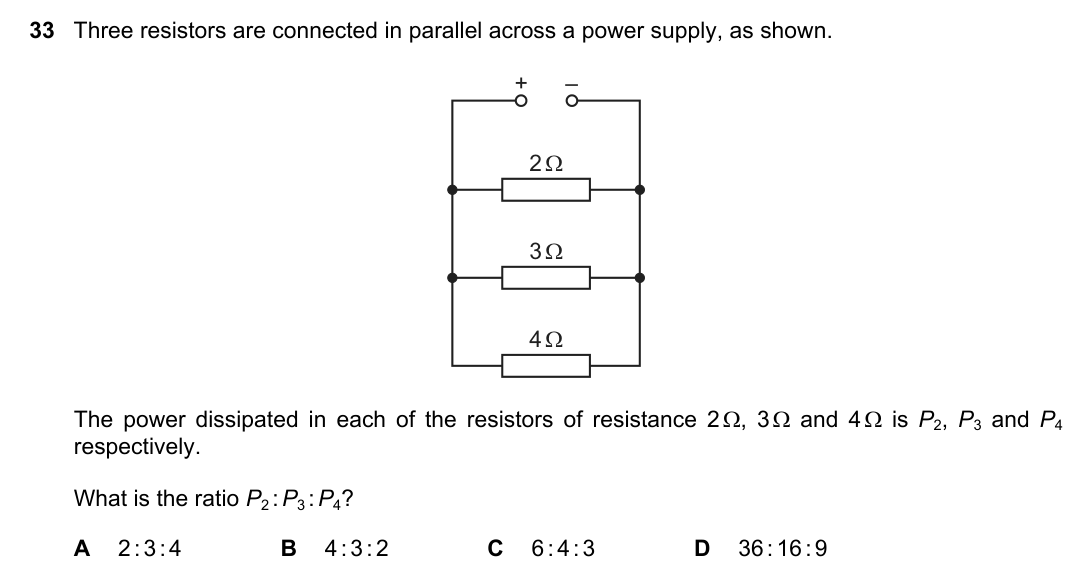 33 Three resistors are connected in parallel across a power supply, as shown.
+ –
2Ω
3Ω
4Ω
The power dissipated in each of the resistors of resistance 2Ω, 3Ω and 4Ω is P₂, P₃ and P₄
respectively.
What is the ratio P₂:P₃:P₄?
A 2:3:4 B 4:3:2 C 6:4:3 D 36:16:9